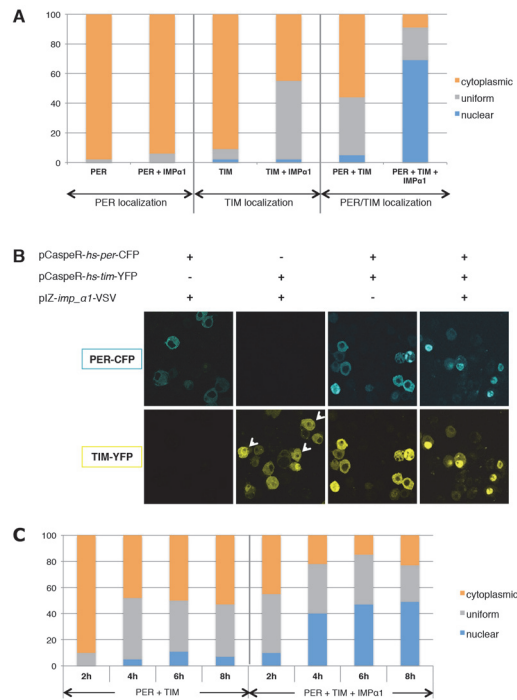 A
100
80
60
40
20
0
cytoplasmic
uniform
nuclear
PER
PER + IMPα1
TIM
TIM + IMPα1
PER + TIM
PER + TIM +
IMPα1
PER localization
TIM localization
PER/TIM localization
B
pCaspeR-hs-per-CFP + - + +
pCaspeR-hs-tim-YFP - + + +
pIZ-imp_α1-VSV + + - +
PER-CFP
TIM-YFP
C
100
80
60
40
20
0
cytoplasmic
uniform
nuclear
2h 4h 6h 8h 2h 4h 6h 8h
PER + TIM
PER + TIM + IMPα1